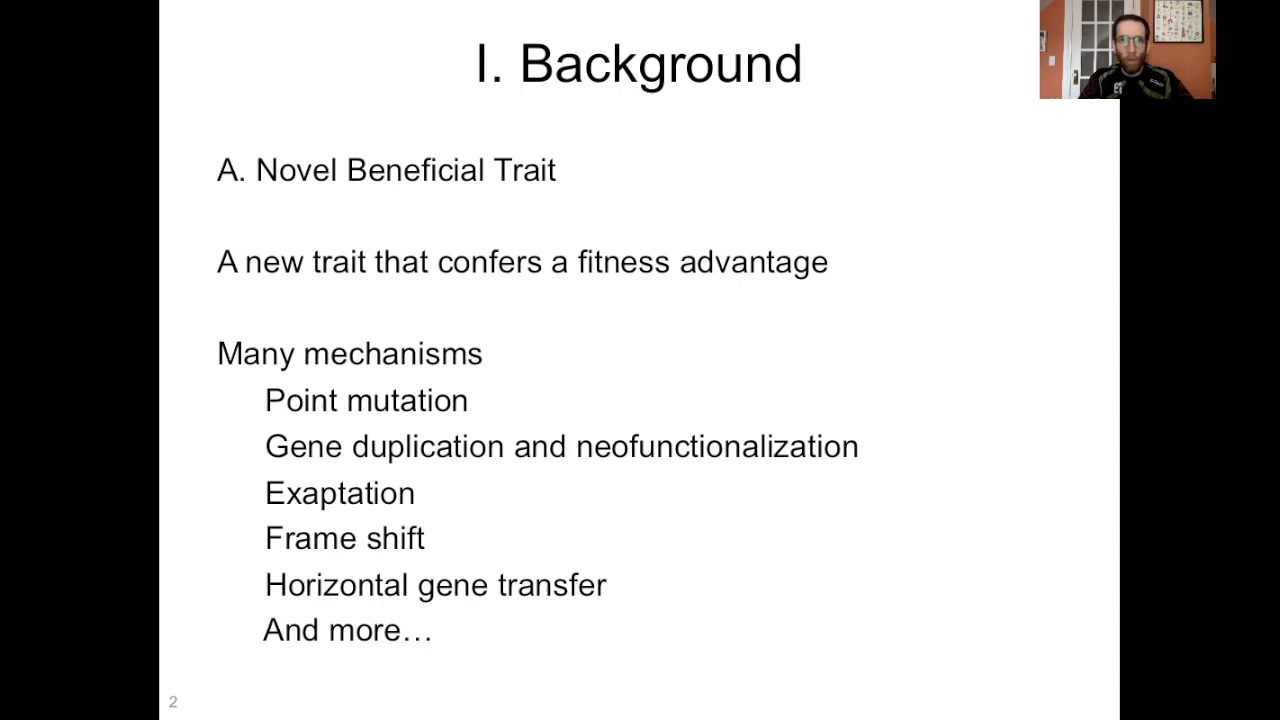 I. Background
A. Novel Beneficial Trait
A new trait that confers a fitness advantage
Many mechanisms
Point mutation
Gene duplication and neofunctionalization
Exaptation
Frame shift
Horizontal gene transfer
And more…
2